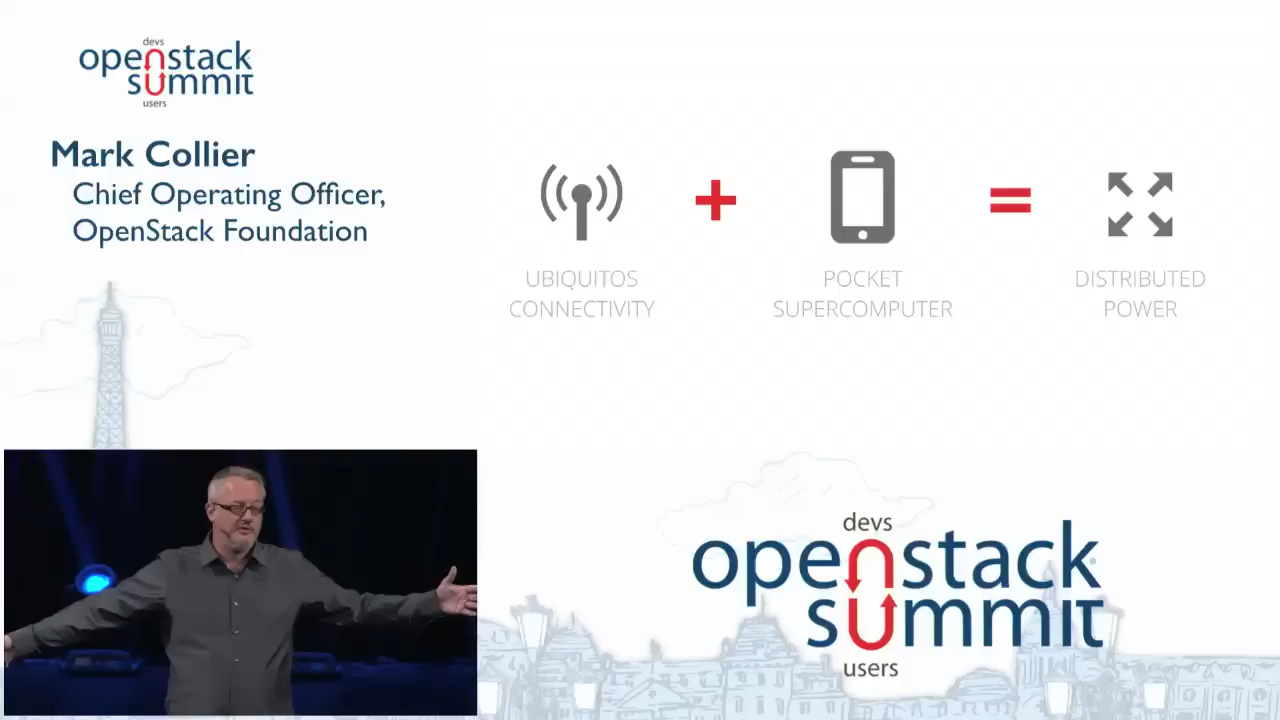 devs
openstack
summit
users
Mark Collier
Chief Operating Officer,
OpenStack Foundation
+
=
UBIQUITOS
CONNECTIVITY
POCKET
SUPERCOMPUTER
DISTRIBUTED
POWER
devs
openstack
summit
users